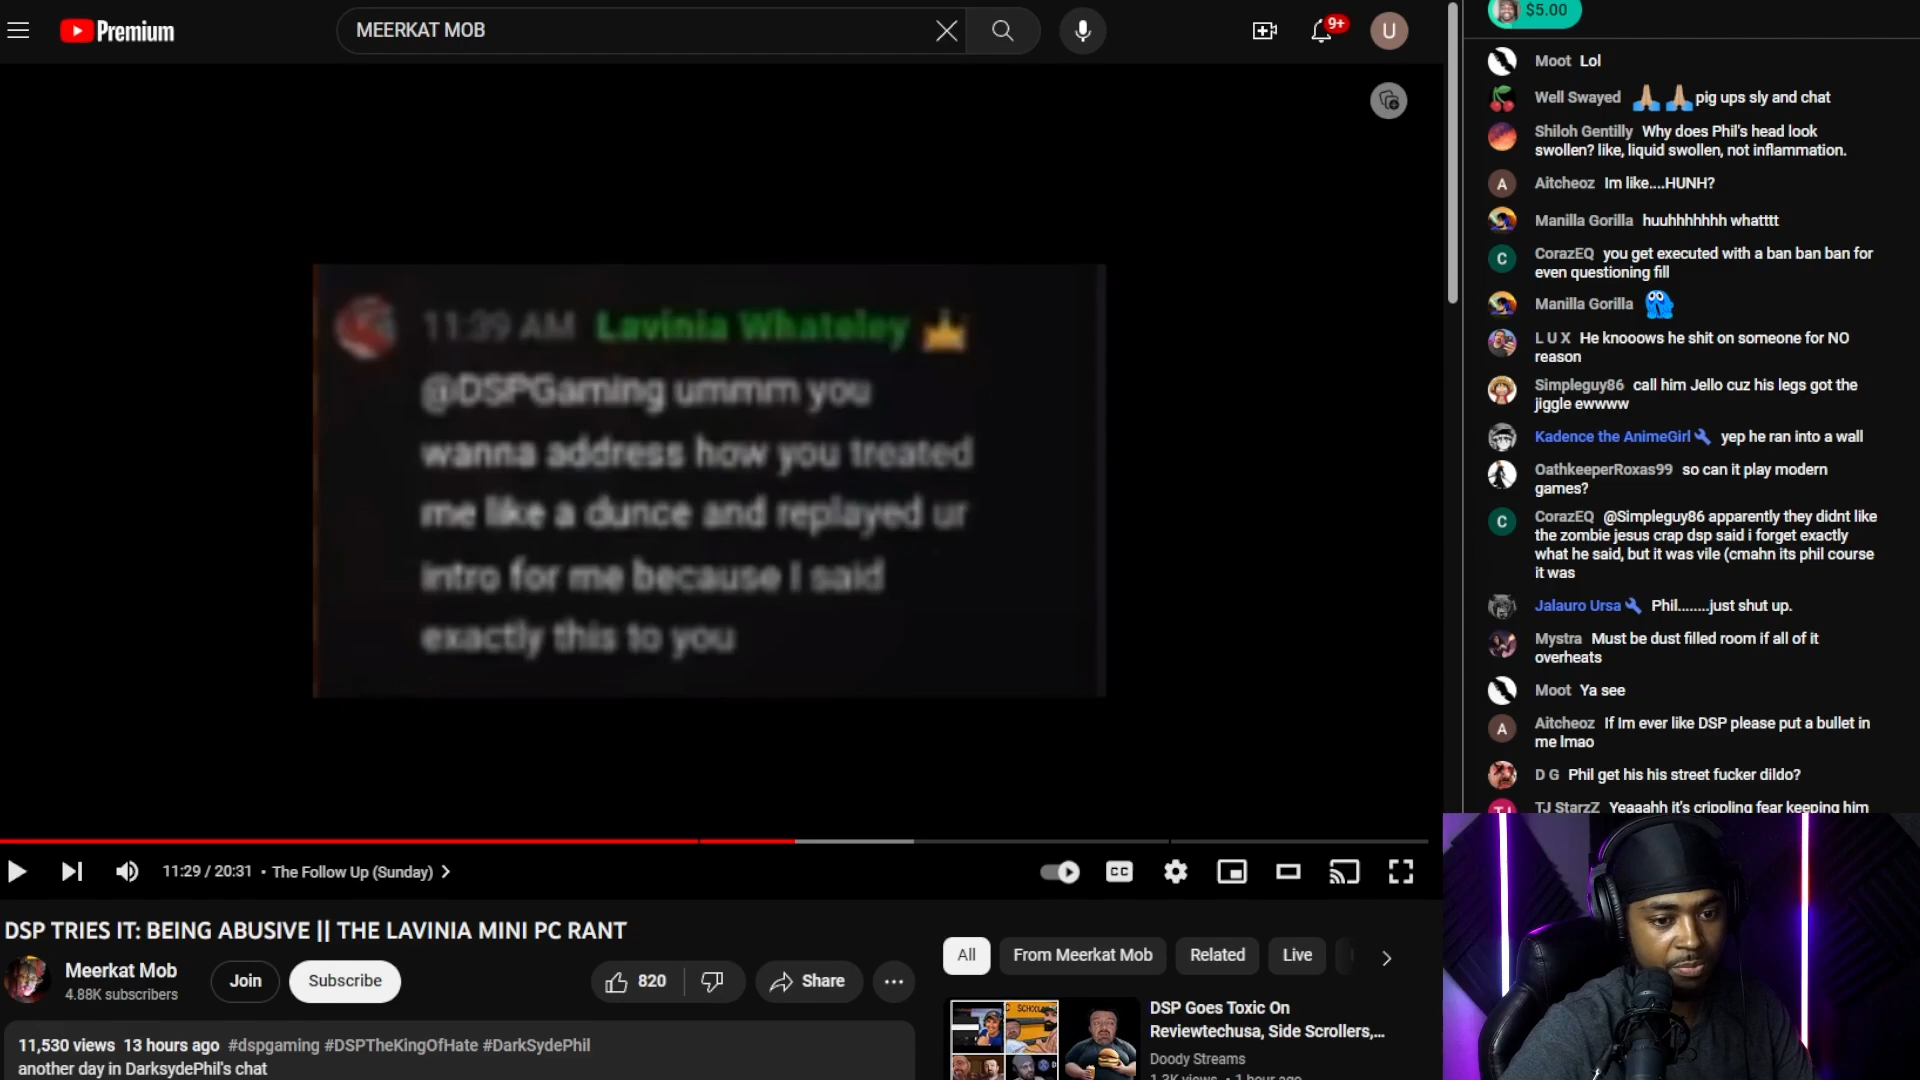 Premium
MEERKAT MOB
9+
U
11:39 AM Lavinia Whateley
@DSPGaming ummm you
wanna address how you treated
me like a dunce and replayed ur
intro for me because I said
exactly this to you
11:29 / 20:31 • The Follow Up (Sunday)
CC
DSP TRIES IT: BEING ABUSIVE || THE LAVINIA MINI PC RANT
Meerkat Mob
4.88K subscribers
Join
Subscribe
820
Share
11,530 views 13 hours ago #dspgaming #DSPTheKingOfHate #DarkSydePhil
another day in DarksydePhil's chat
All
From Meerkat Mob
Related
Live
DSP Goes Toxic On
Reviewtechusa, Side Scrollers,...
Doody Streams
1.3K views • 1 hour ago
$5.00
Moot Lol
Well Swayed pig ups sly and chat
Shiloh Gentilly Why does Phil's head look
swollen? like, liquid swollen, not inflammation.
A
Aitcheoz Im like....HUNH?
Manilla Gorilla huuhhhhhhh whatttt
C
CorazEQ you get executed with a ban ban ban for
even questioning fill
Manilla Gorilla
L U X He knooows he shit on someone for NO
reason
Simpleguy86 call him Jello cuz his legs got the
jiggle ewwww
Kadence the AnimeGirl yep he ran into a wall
OathkeeperRoxas99 so can it play modern
games?
C
CorazEQ @Simpleguy86 apparently they didnt like
the zombie jesus crap dsp said i forget exactly
what he said, but it was vile (cmahn its phil course
it was
Jalauro Ursa Phil........just shut up.
Mystra Must be dust filled room if all of it
overheats
Moot Ya see
A
Aitcheoz If Im ever like DSP please put a bullet in
me lmao
D G Phil get his his street fucker dildo?
TJ StarzZ Yeaaahh it's crippling fear keeping him